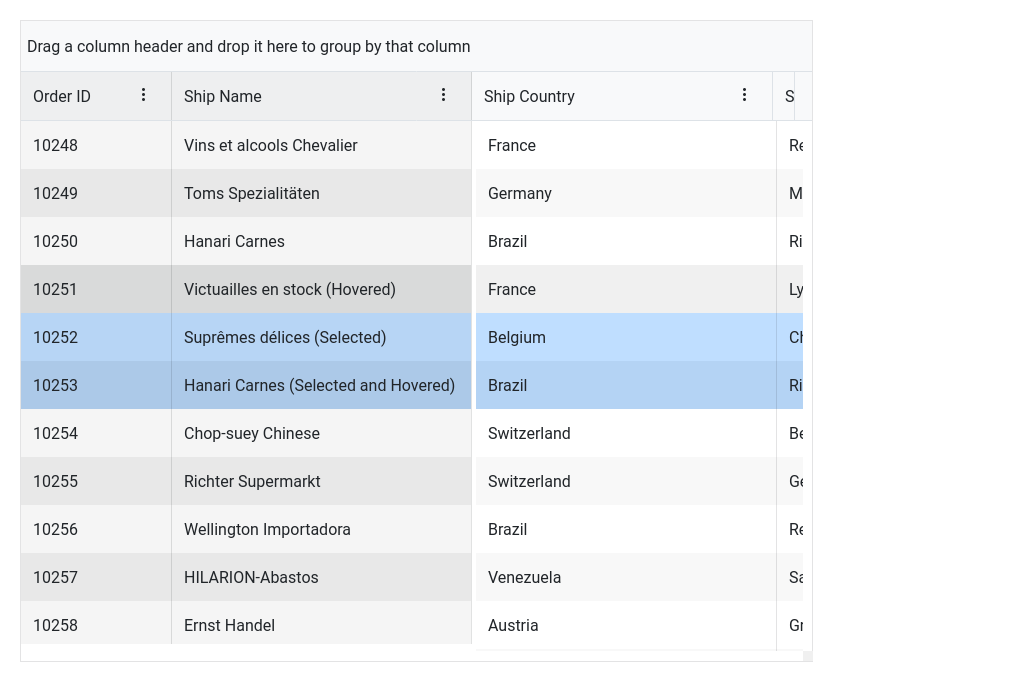 Drag a column header and drop it here to group by that column
Order ID Ship Name Ship Country S
10248 Vins et alcools Chevalier France Re
10249 Toms Spezialitäten Germany M
10250 Hanari Carnes Brazil Ri
10251 Victuailles en stock (Hovered) France Ly
10252 Suprêmes délices (Selected) Belgium Ch
10253 Hanari Carnes (Selected and Hovered) Brazil Ri
10254 Chop-suey Chinese Switzerland Be
10255 Richter Supermarkt Switzerland Ge
10256 Wellington Importadora Brazil Re
10257 HILARION-Abastos Venezuela Sa
10258 Ernst Handel Austria Gr